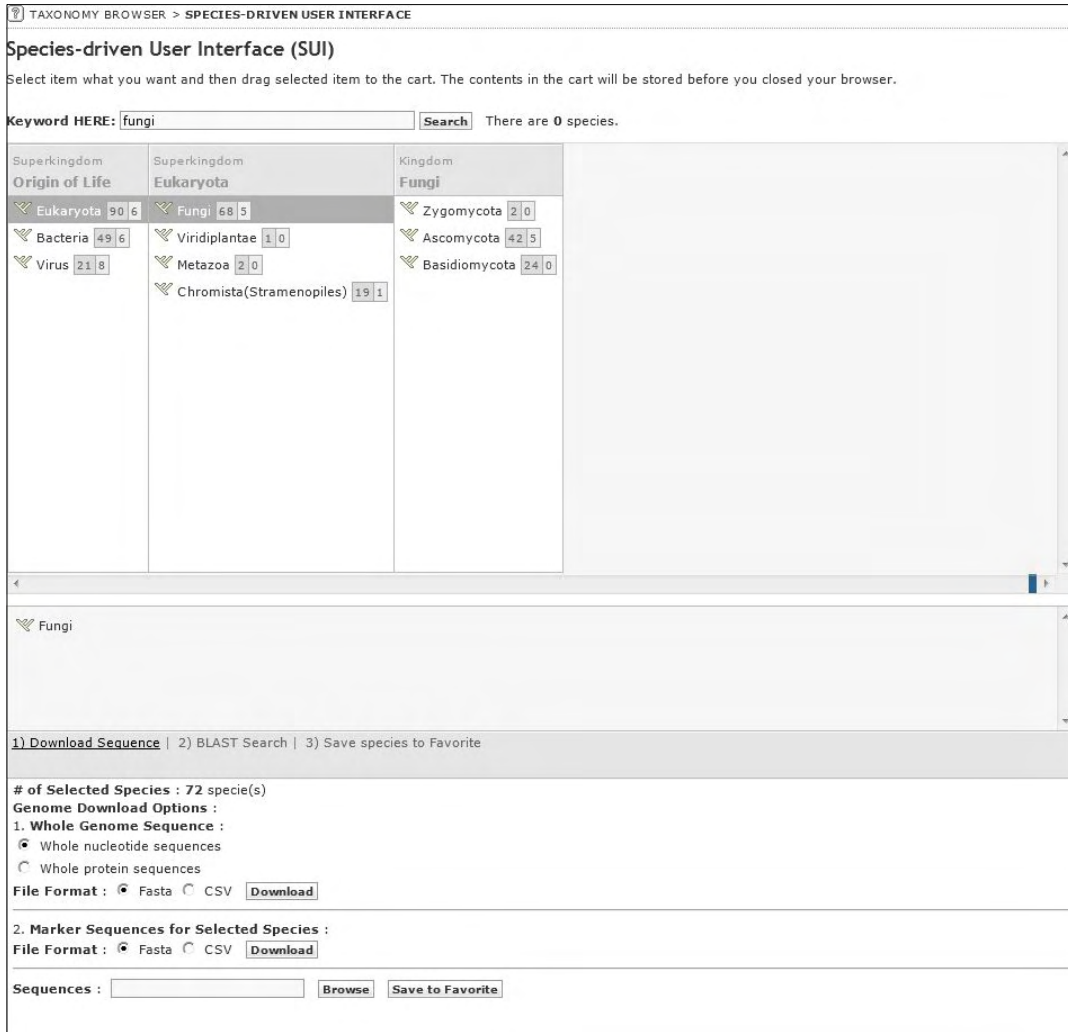 ? TAXONOMY BROWSER > SPECIES-DRIVEN USER INTERFACE
Species-driven User Interface (SUI)
Select item what you want and then drag selected item to the cart. The contents in the cart will be stored before you closed your browser.
Keyword HERE: fungi Search There are 0 species.
Superkingdom
Origin of Life
Eukaryota 90 6
Bacteria 49 6
Virus 21 8
Superkingdom
Eukaryota
Fungi 68 5
Viridiplantae 1 0
Metazoa 2 0
Chromista(Stramenopiles) 19 1
Kingdom
Fungi
Zygomycota 2 0
Ascomycota 42 5
Basidiomycota 24 0
Fungi
1) Download Sequence | 2) BLAST Search | 3) Save species to Favorite
# of Selected Species : 72 specie(s)
Genome Download Options :
1. Whole Genome Sequence :
Whole nucleotide sequences
Whole protein sequences
File Format : Fasta CSV Download
2. Marker Sequences for Selected Species :
File Format : Fasta CSV Download
Sequences : Browse Save to Favorite